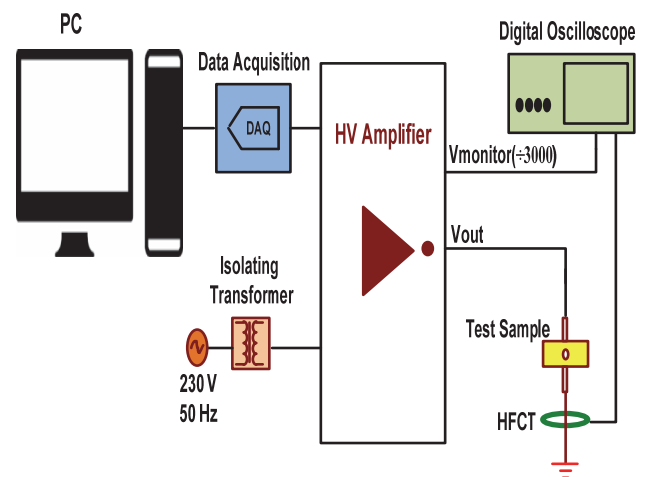 PC
Data Acquisition
DAQ
HV Amplifier
Digital Oscilloscope
Vmonitor(÷3000)
Vout
Isolating
Transformer
230 V
50 Hz
Test Sample
HFCT